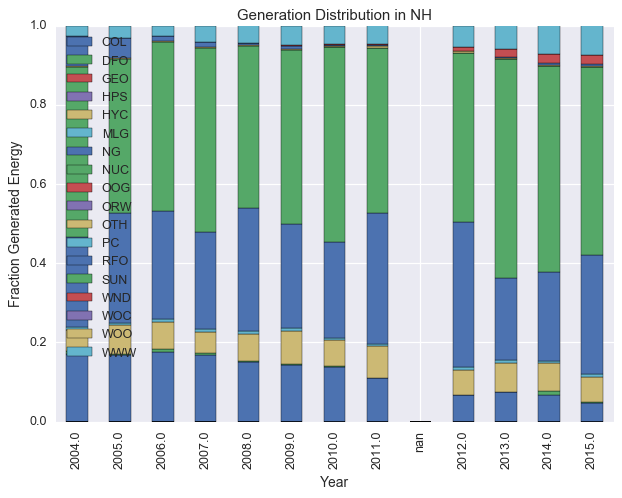 Generation Distribution in NH
1.0
0.8
0.6
0.4
0.2
0.0
Fraction Generated Energy
COL
DFO
GEO
HPS
HYC
MLG
NG
NUC
OOG
ORW
OTH
PC
RFO
SUN
WND
WOC
WOO
WWW
2004.0
2005.0
2006.0
2007.0
2008.0
2009.0
2010.0
2011.0
nan
2012.0
2013.0
2014.0
2015.0
Year